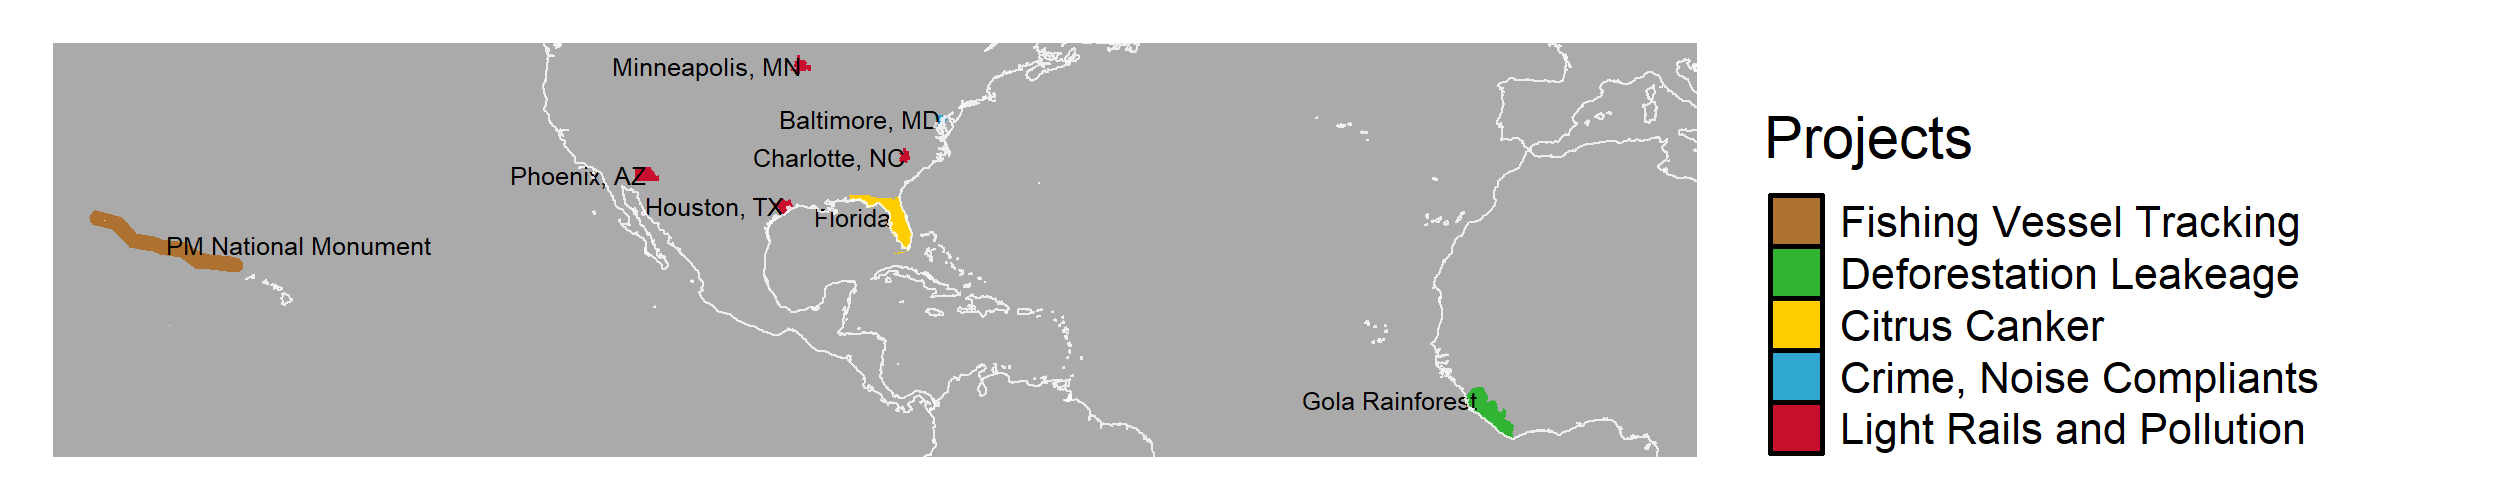 Minneapolis, MN
Baltimore, MD
Charlotte, NC
Phoenix, AZ
Houston, TX
Florida
PM National Monument
Gola Rainforest
Projects
Fishing Vessel Tracking
Deforestation Leakeage
Citrus Canker
Crime, Noise Compliants
Light Rails and Pollution